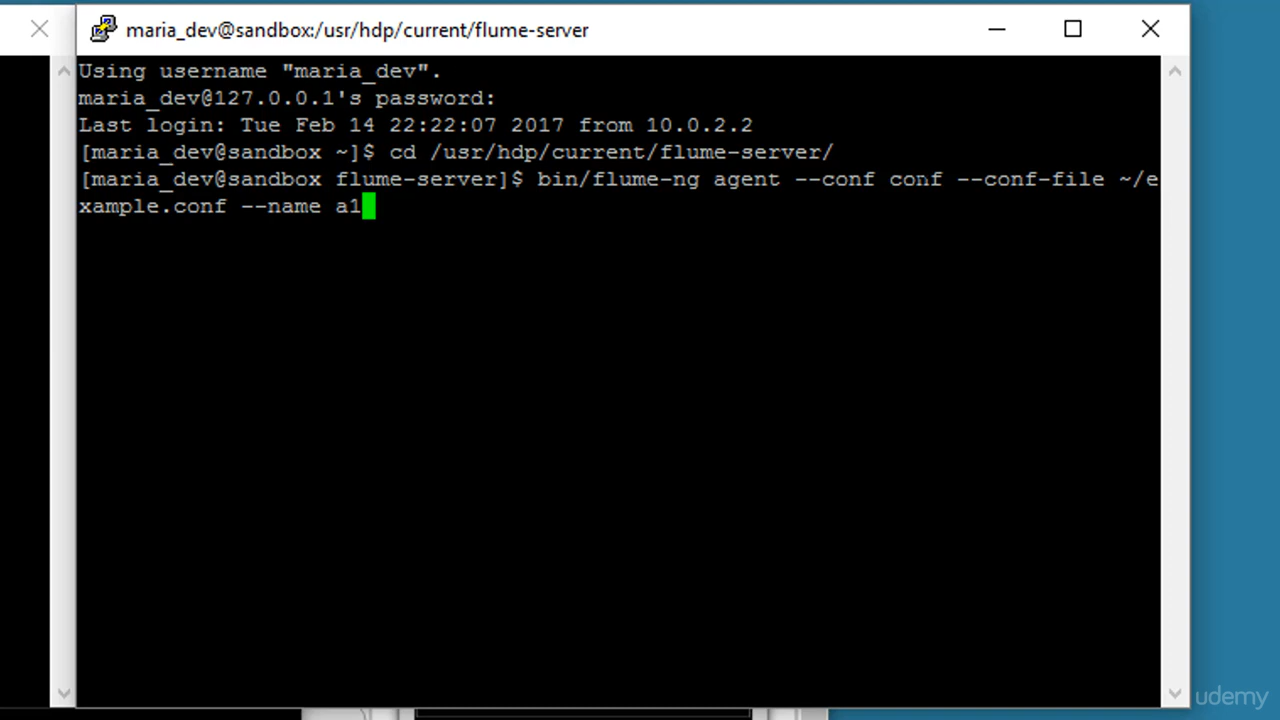 maria_dev@sandbox:/usr/hdp/current/flume-server
Using username "maria_dev".
maria_dev@127.0.0.1's password:
Last login: Tue Feb 14 22:22:07 2017 from 10.0.2.2
[maria_dev@sandbox ~]$ cd /usr/hdp/current/flume-server/
[maria_dev@sandbox flume-server]$ bin/flume-ng agent --conf conf --conf-file ~/e
xample.conf --name a1
udemy